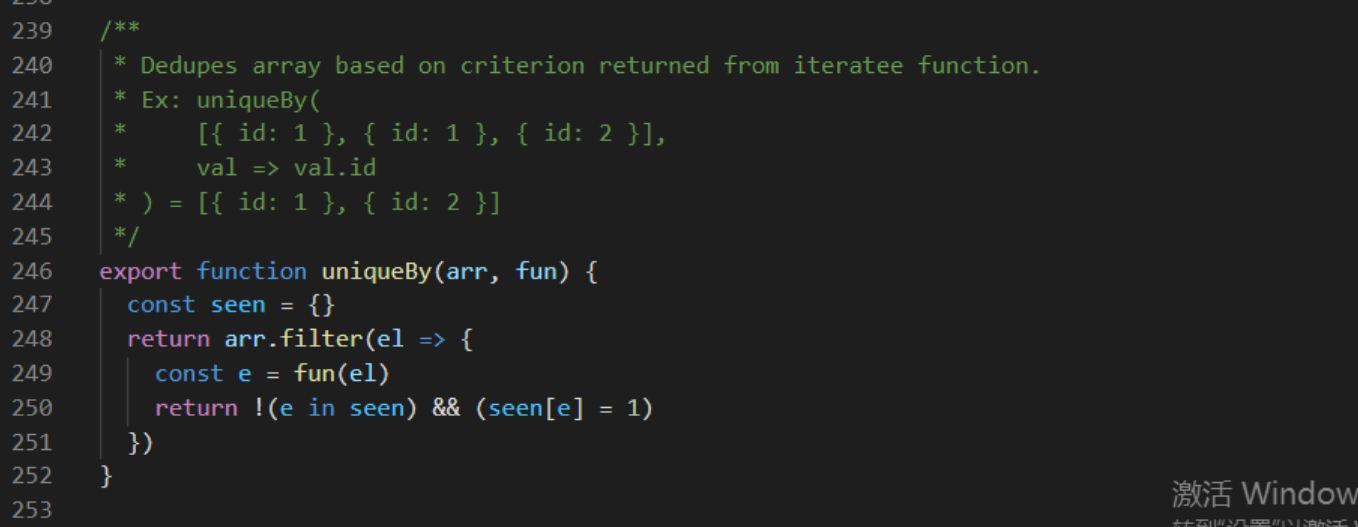 239 /**
240  * Dedupes array based on criterion returned from iteratee function.
241  * Ex: uniqueBy(
242  *     [{ id: 1 }, { id: 1 }, { id: 2 }],
243  *     val => val.id
244  * ) = [{ id: 1 }, { id: 2 }]
245  */
246 export function uniqueBy(arr, fun) {
247   const seen = {}
248   return arr.filter(el => {
249     const e = fun(el)
250     return !(e in seen) && (seen[e] = 1)
251   })
252 }
激活 Window
253